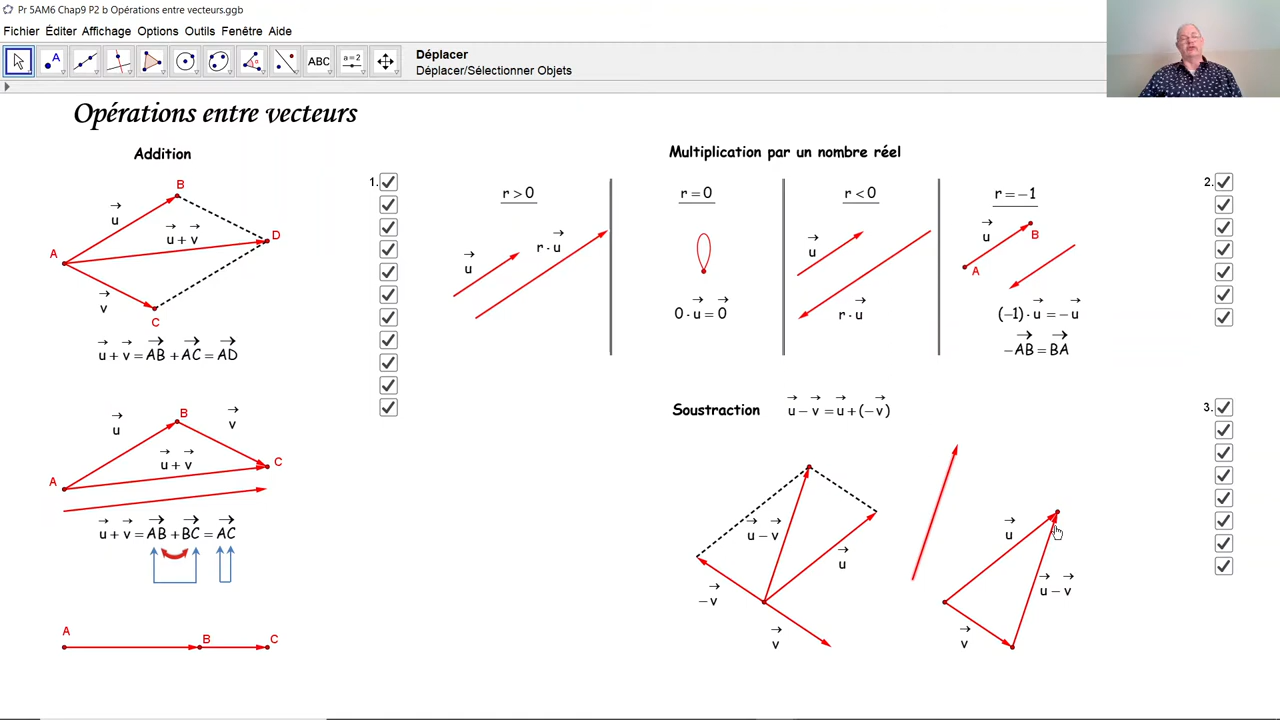 Pr 5AM6 Chap9 P2 b Opérations entre vecteurs.ggb
Fichier Éditer Affichage Options Outils Fenêtre Aide
A ABC a=2 Déplacer
Déplacer/Sélectionner Objets
Opérations entre vecteurs
Addition
B
u⃗
u⃗ + v⃗
D
A
v⃗
C
u⃗ + v⃗ = AB⃗ + AC⃗ = AD⃗
B
u⃗
v⃗
u⃗ + v⃗
C
A
u⃗ + v⃗ = AB⃗ + BC⃗ = AC⃗
A B C
1.
Multiplication par un nombre réel
r > 0
u⃗
r · u⃗
r = 0
0 · u⃗ = 0⃗
r < 0
u⃗
r · u⃗
r = −1
u⃗
B
A
(−1) · u⃗ = −u⃗
−AB⃗ = BA⃗
2.
Soustraction u⃗ − v⃗ = u⃗ + (−v⃗)
u⃗ − v⃗
u⃗
−v⃗
v⃗
u⃗
u⃗ − v⃗
v⃗
3.